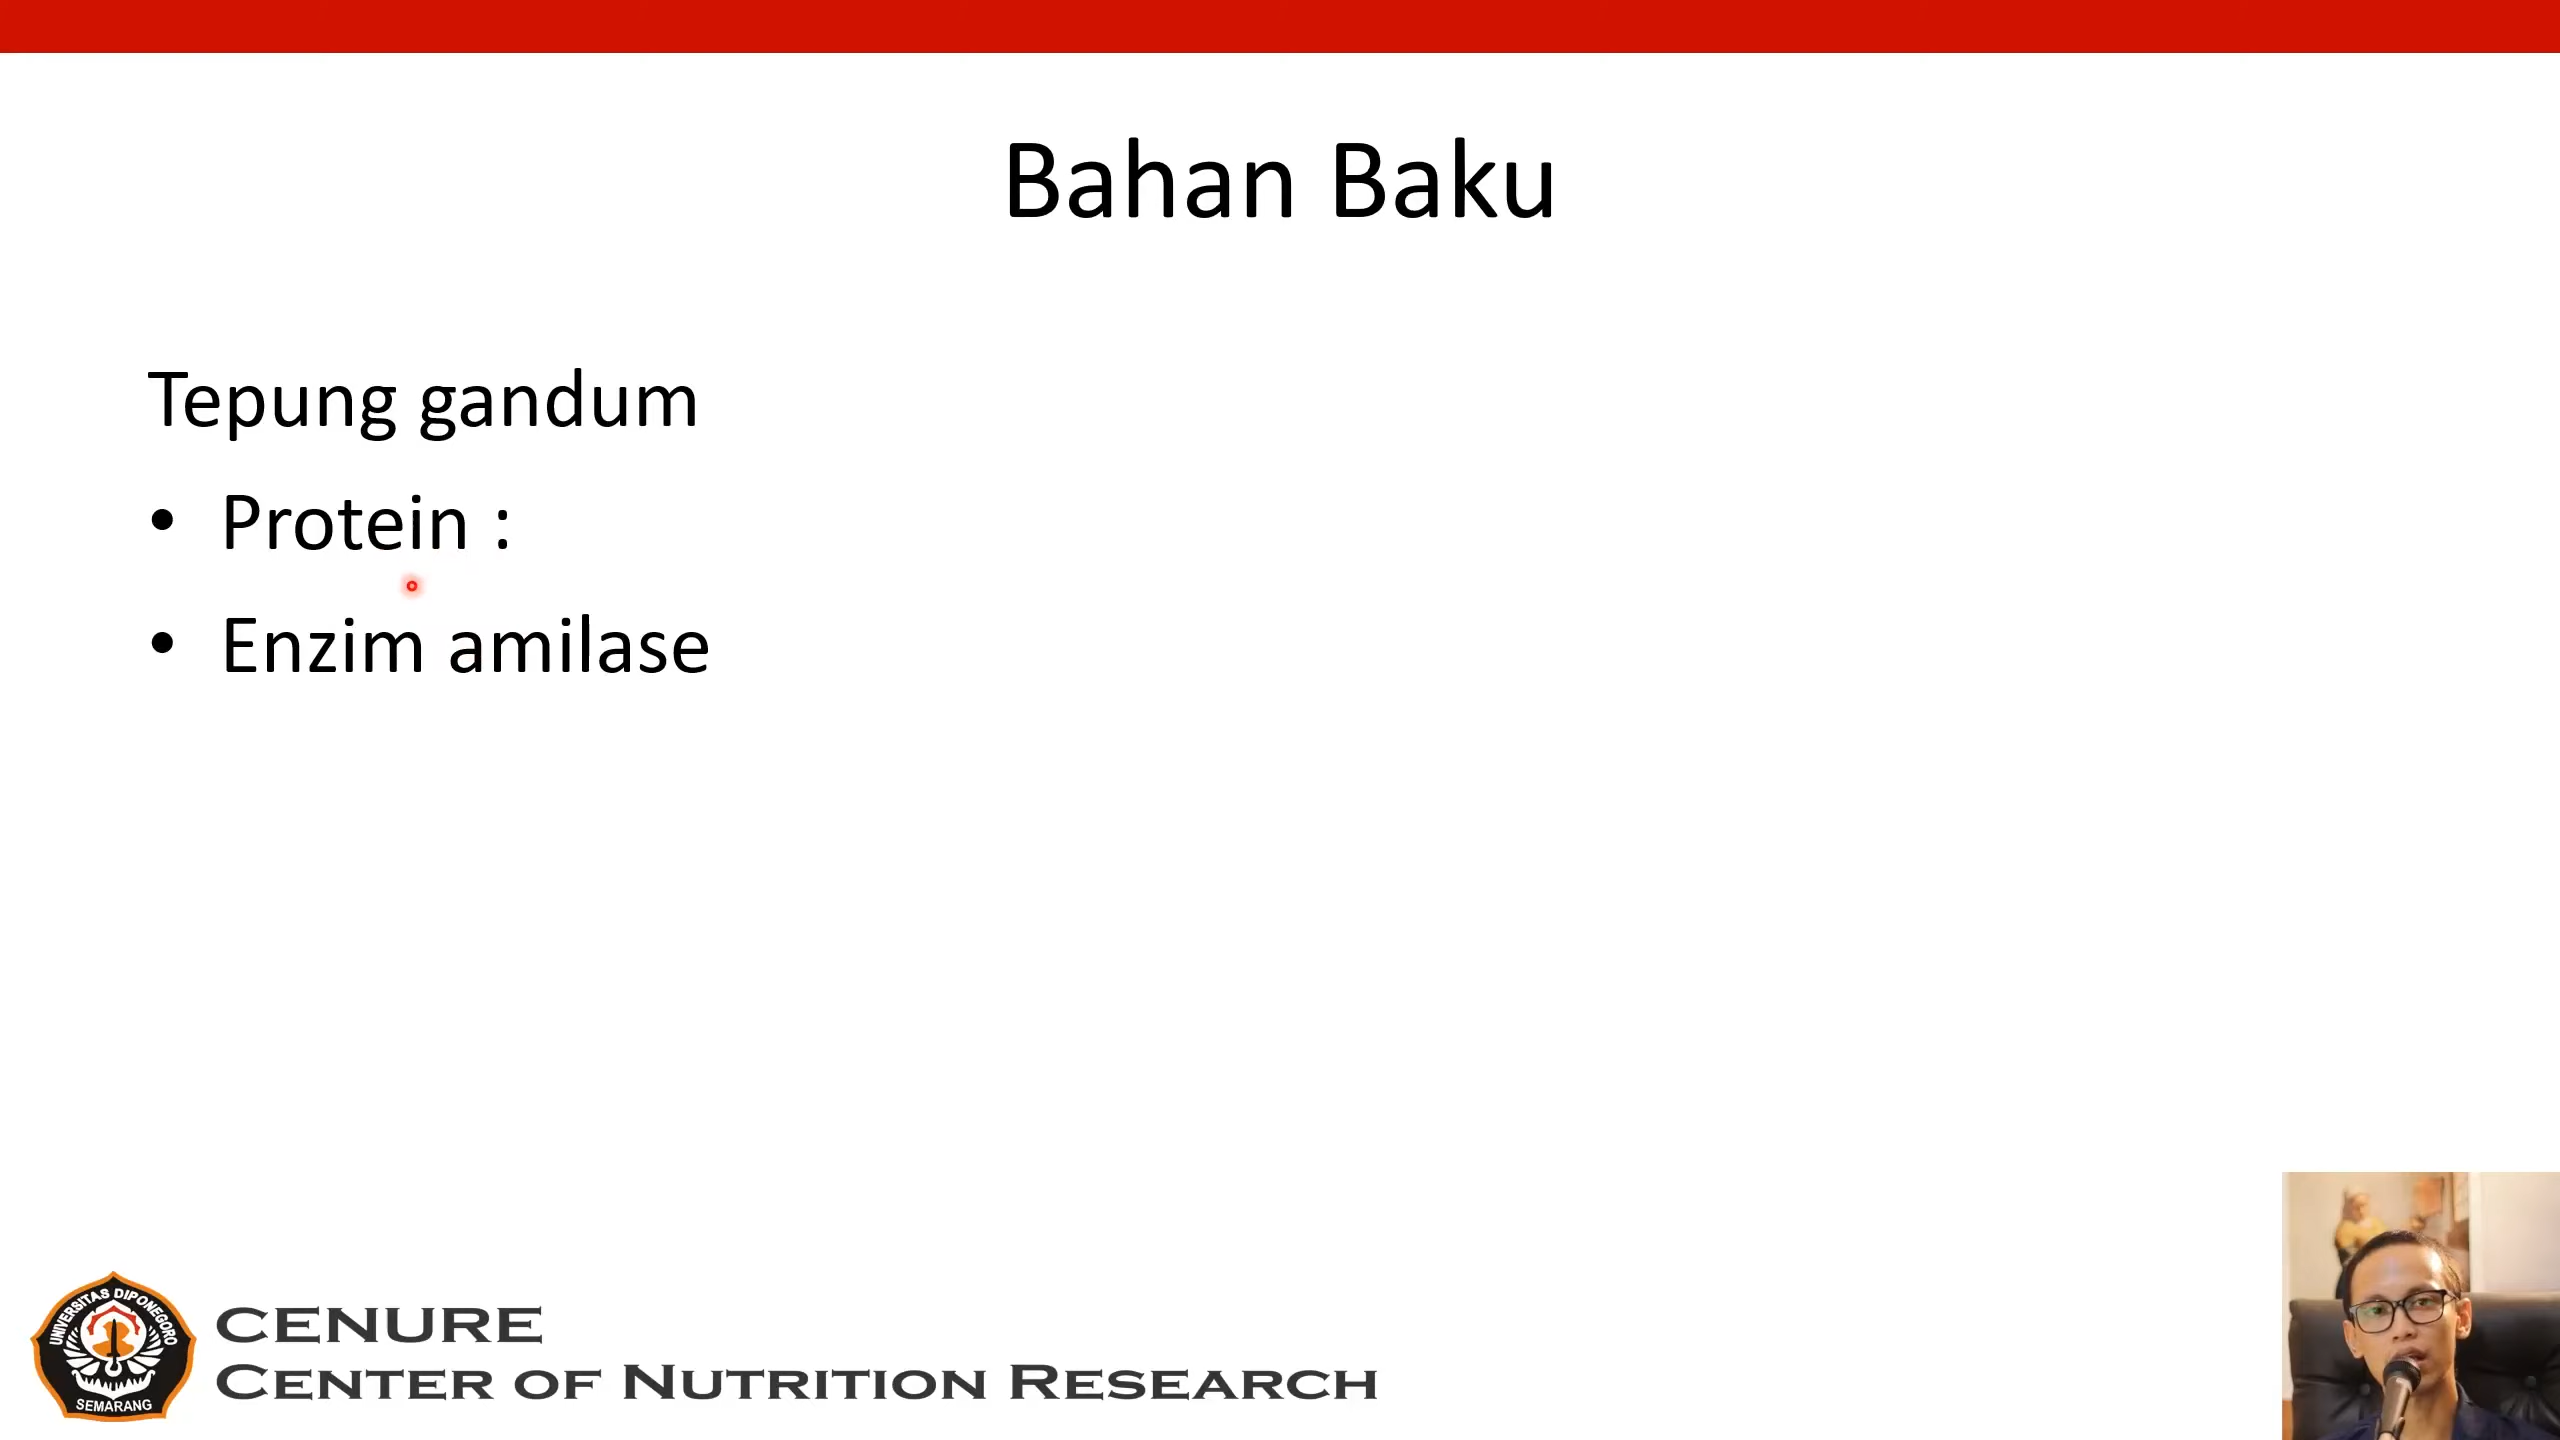 Bahan Baku
Tepung gandum
• Protein :
• Enzim amilase
UNIVERSITAS DIPONEGORO
SEMARANG
CENURE
CENTER OF NUTRITION RESEARCH